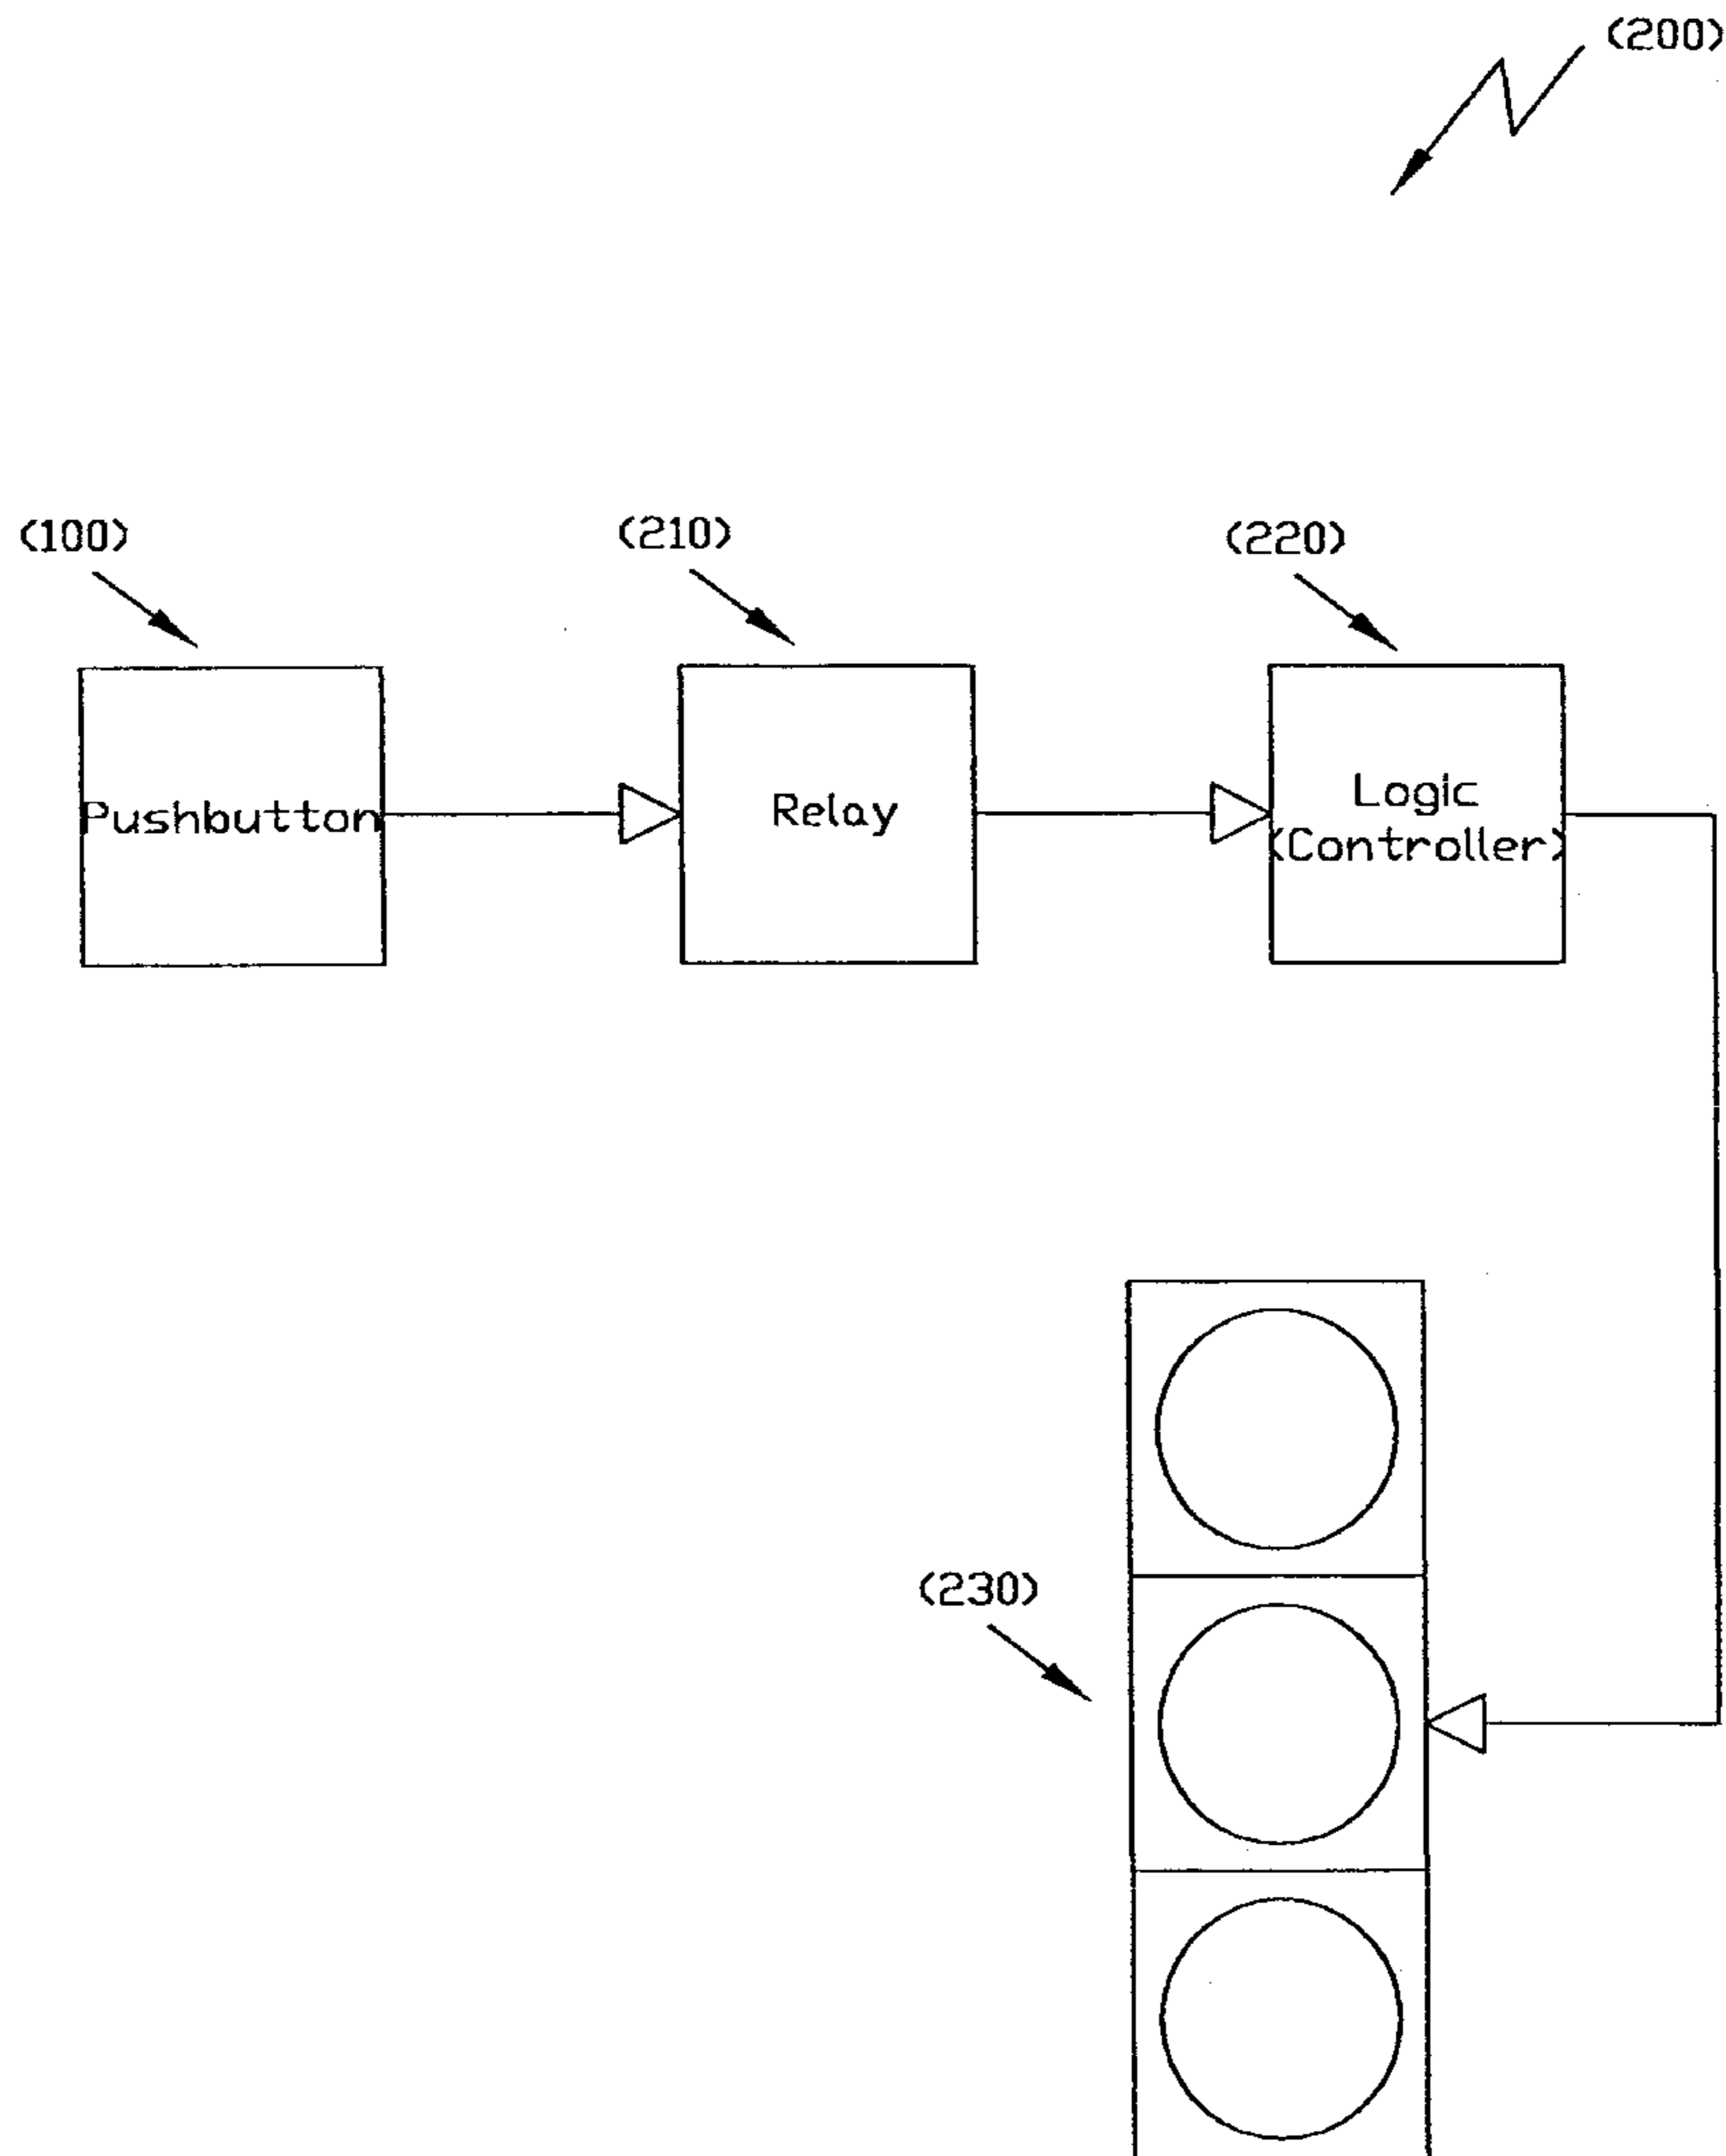 (200)
(100)
(210)
(220)
Pushbutton
Relay
Logic
(Controller)
(230)